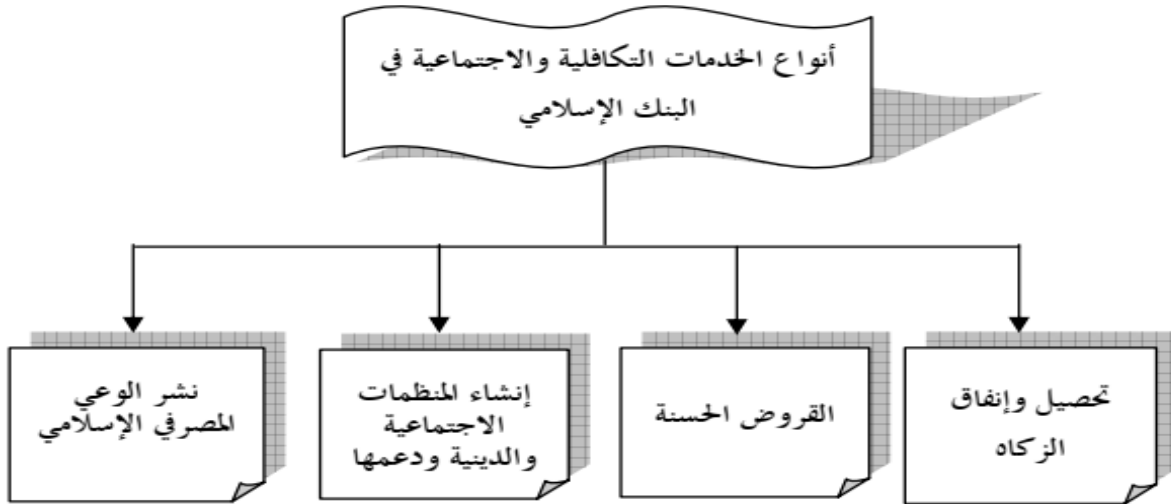 أنواع الخدمات التكافلية والاجتماعية في
البنك الإسلامي
تحصيل وإنفاق
الزكاه
القروض الحسنة
إنشاء المنظمات
الاجتماعية
والدينية ودعمها
نشر الوعي
المصرفي الإسلامي